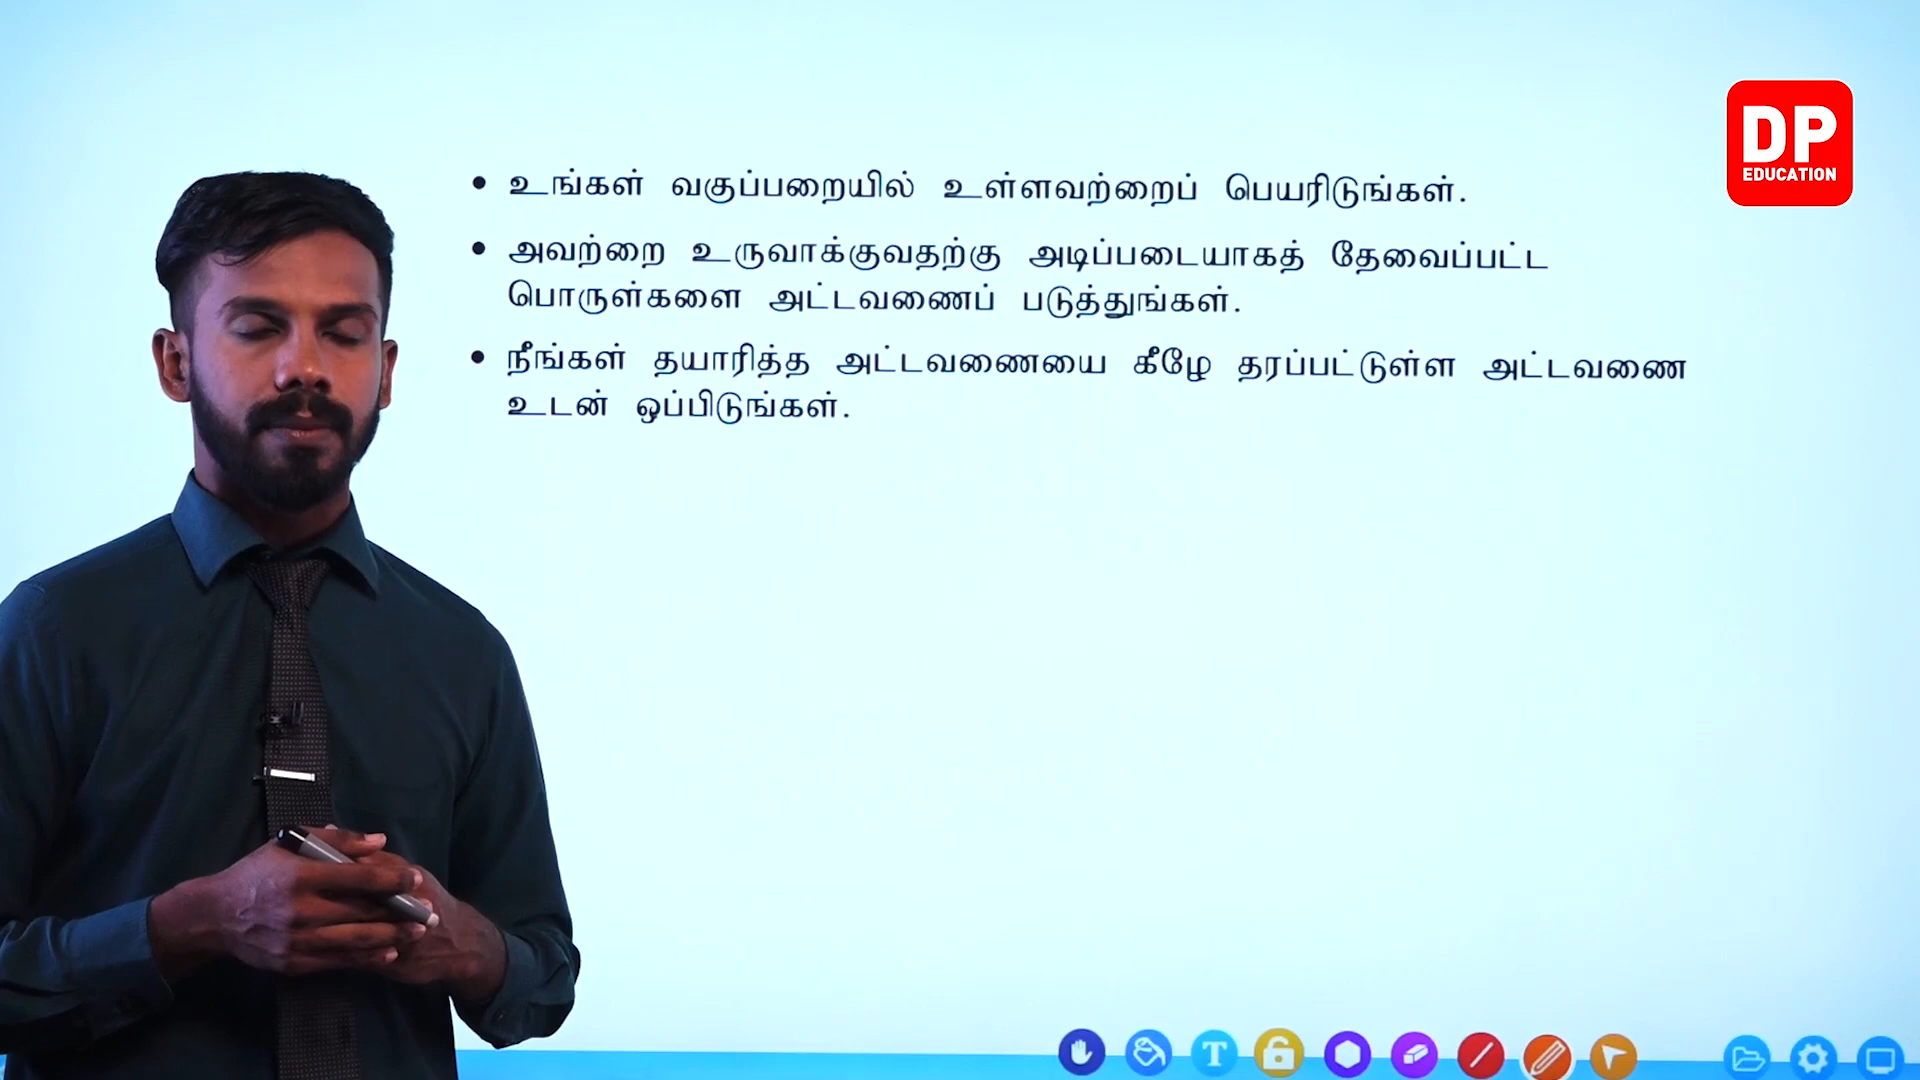 DP
EDUCATION
• உங்கள் வகுப்பறையில் உள்ளவற்றைப் பெயரிடுங்கள்.
• அவற்றை உருவாக்குவதற்கு அடிப்படையாகத் தேவைப்பட்ட
பொருள்களை அட்டவணைப் படுத்துங்கள்.
• நீங்கள் தயாரித்த அட்டவணையை கீழே தரப்பட்டுள்ள அட்டவணை
உடன் ஒப்பிடுங்கள்.
T